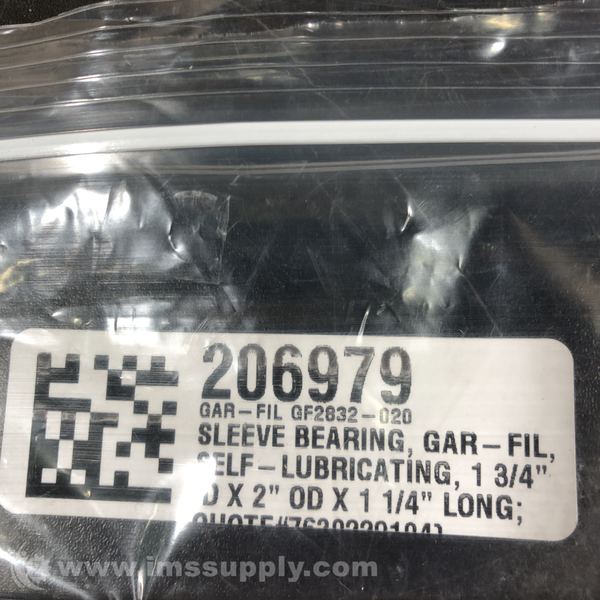 206979
GAR-FIL GF2832-020
SLEEVE BEARING, GAR-FIL,
SELF-LUBRICATING, 1 3/4"
D X 2" OD X 1 1/4" LONG;
www.imssupply.com